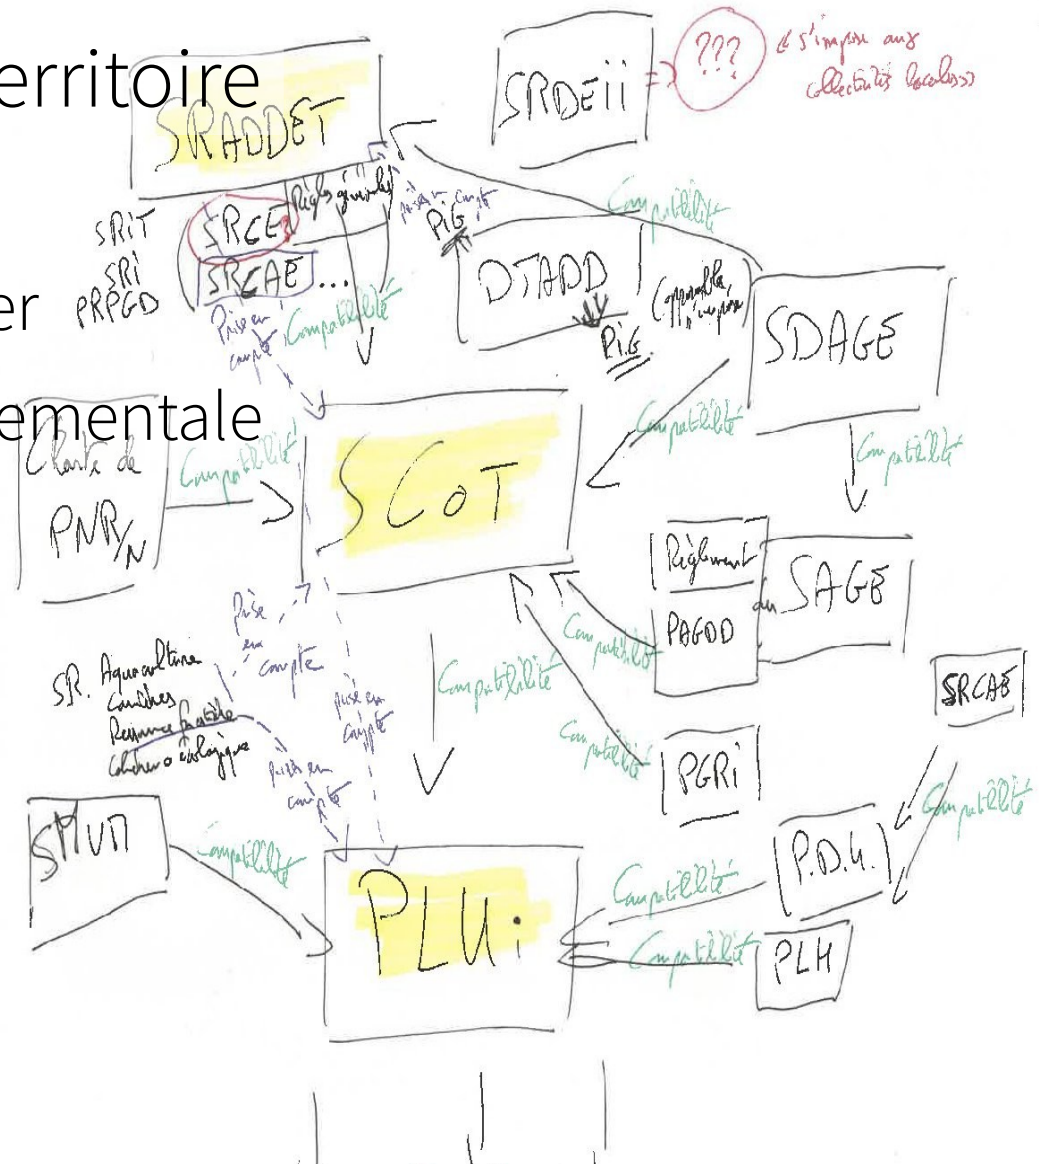 erritoire
SRADDET
SRDEii
???
s'impose aux
collectivités locales
SRIT
SRI
PRPGD
SRCE
Règles générales
SRCAE ...
prise en compte
PiG
DTADD
PiG
Compatibilité
(opposable
s'impose)
SDAGE
er
Prise en
compte
Compatibilité
ementale
Charte de
PNR/N
Compatibilité
SCOT
Compatibilité
Compatibilité
Règlement
PAGDD
du SAGE
Compatibilité
Prise
en
compte
SR. Aquaculture
Carrières
cohérence écologique
prise en
compte
prise en
compte
Compatibilité
Compatibilité
PGRi
SRCAE
Compatibilité
SMVM
Compatibilité
PLUi
Compatibilité
P.D.U.
Compatibilité
PLH